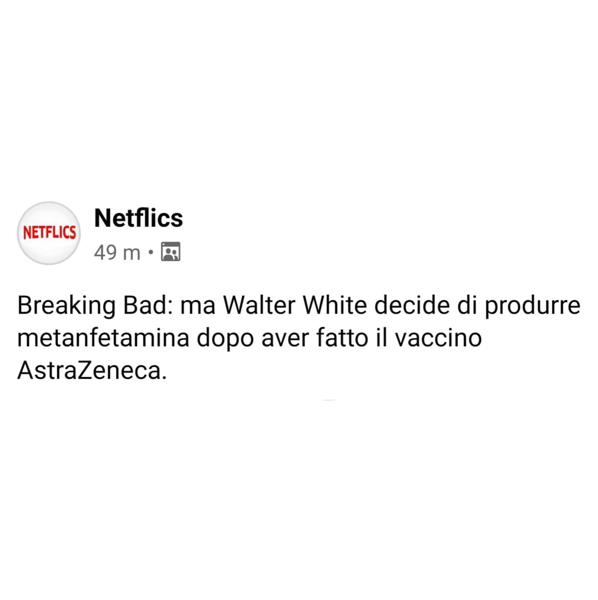 NETFLICS
Netflics
49 m •
Breaking Bad: ma Walter White decide di produrre
metanfetamina dopo aver fatto il vaccino
AstraZeneca.